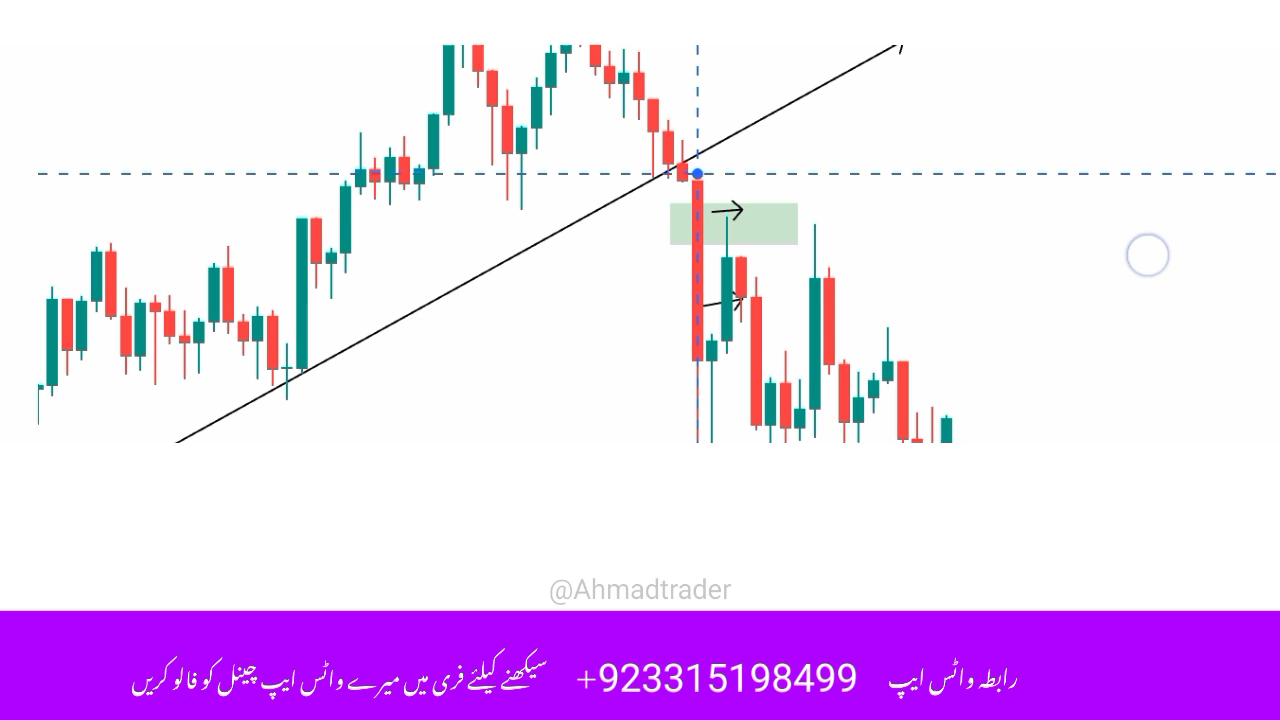 @Ahmadtrader
رابطہ واٹس ایپ +923315198499 سیکھنے کیلئے فری میں میرے واٹس ایپ چینل کو فالو کریں